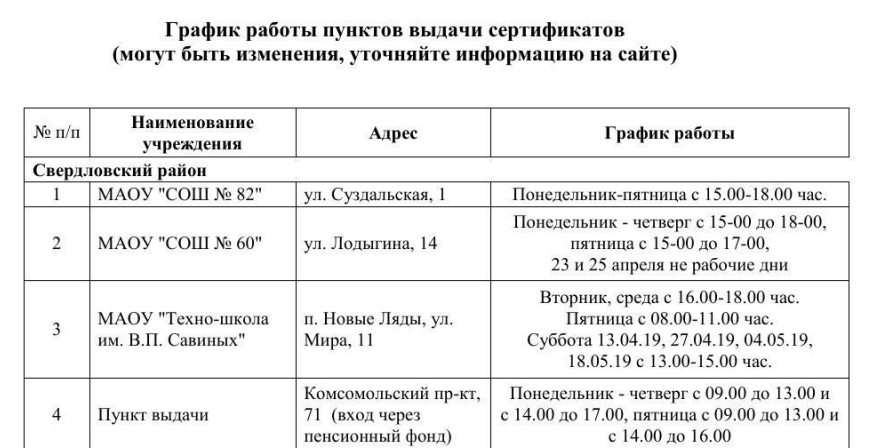 График работы пунктов выдачи сертификатов
(могут быть изменения, уточняйте информацию на сайте)
№ п/п
Наименование
учреждения
Адрес
График работы
Свердловский район
1
МАОУ "СОШ № 82"
ул. Суздальская, 1
Понедельник-пятница с 15.00-18.00 час.
2
МАОУ "СОШ № 60"
ул. Лодыгина, 14
Понедельник - четверг с 15-00 до 18-00,
пятница с 15-00 до 17-00,
23 и 25 апреля не рабочие дни
3
МАОУ "Техно-школа
им. В.П. Савиных"
п. Новые Ляды, ул.
Мира, 11
Вторник, среда с 16.00-18.00 час.
Пятница с 08.00-11.00 час.
Суббота 13.04.19, 27.04.19, 04.05.19,
18.05.19 с 13.00-15.00 час.
4
Пункт выдачи
Комсомольский пр-кт,
71 (вход через
пенсионный фонд)
Понедельник - четверг с 09.00 до 13.00 и
с 14.00 до 17.00, пятница с 09.00 до 13.00 и
с 14.00 до 16.00